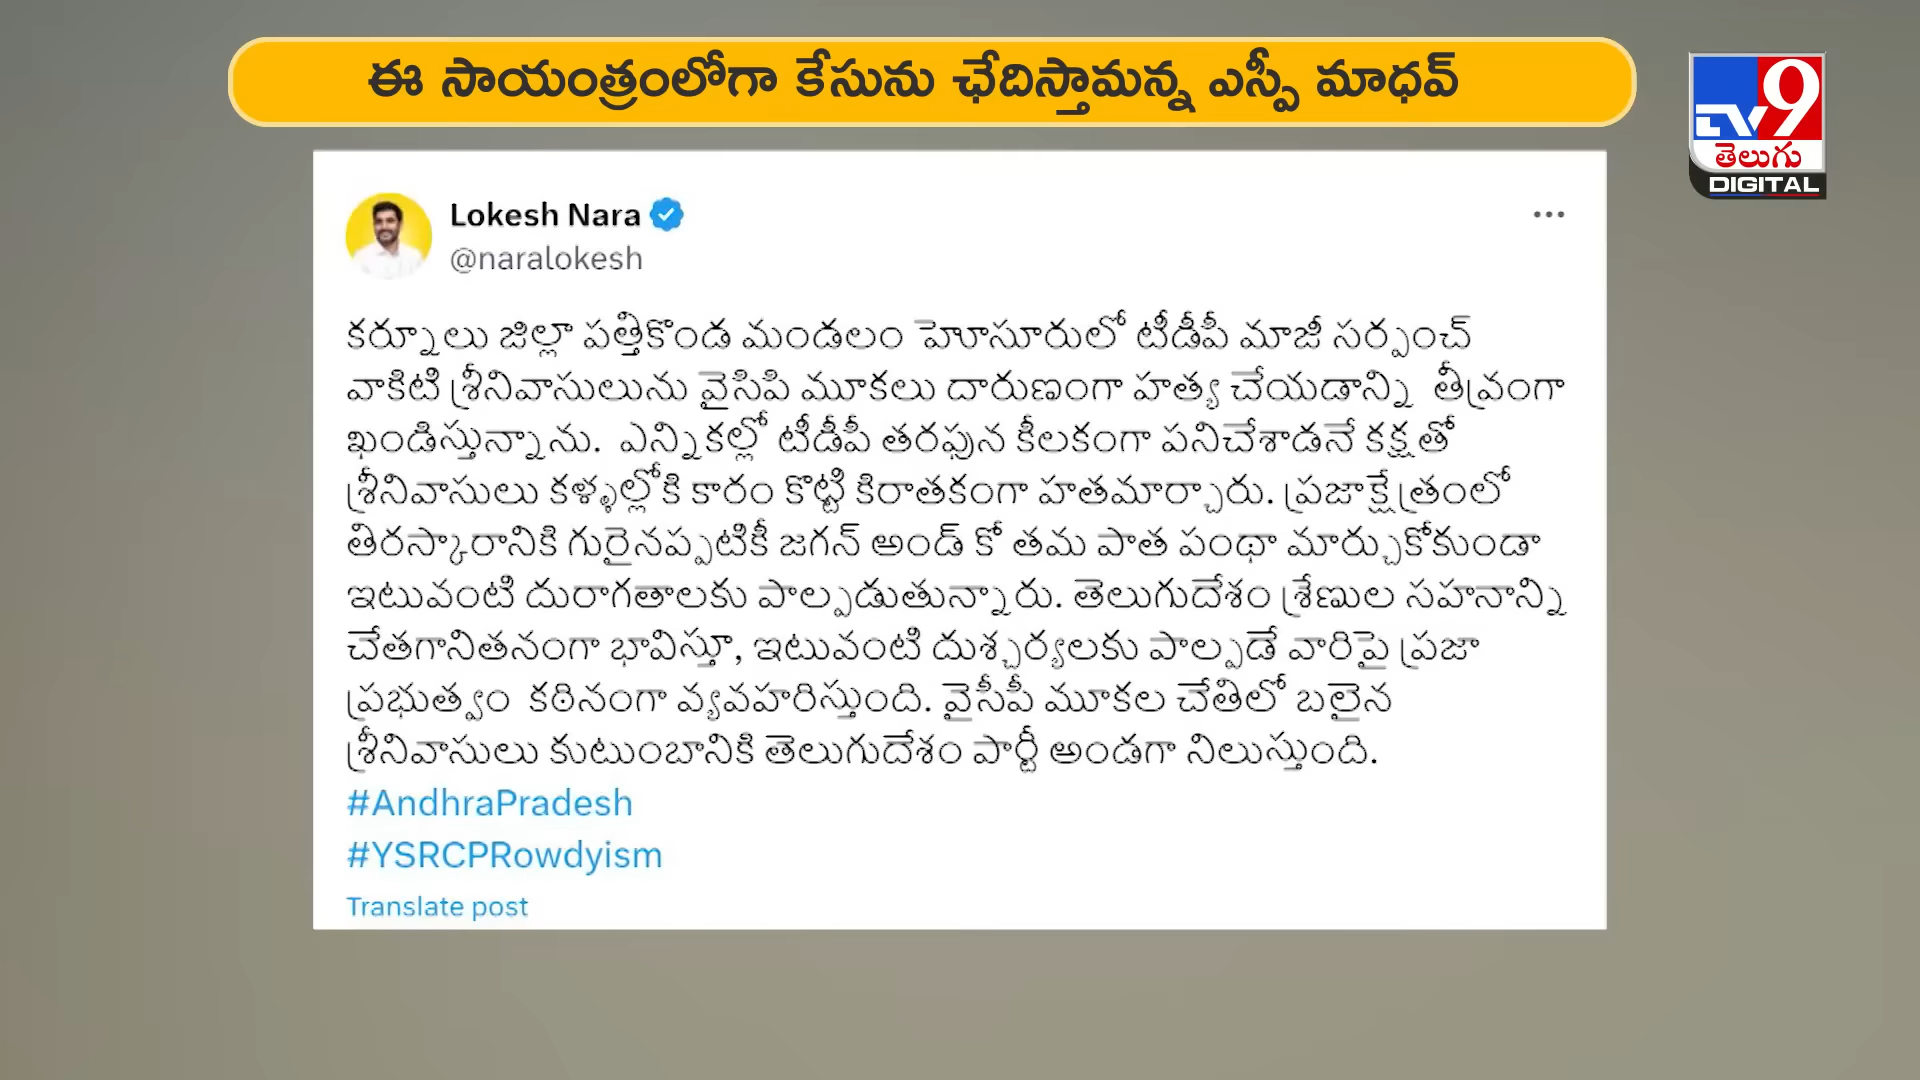 ఈ సాయంత్రంలోగా కేసును ఛేదిస్తామన్న ఎస్పీ మాధవ్
TV9
తెలుగు
DIGITAL
Lokesh Nara
@naralokesh
కర్నూలు జిల్లా పత్తికొండ మండలం హెూసూరులో టీడీపీ మాజీ సర్పంచ్
వాకిటి శ్రీనివాసులును వైసిపి మూకలు దారుణంగా హత్య చేయడాన్ని తీవ్రంగా
ఖండిస్తున్నాను. ఎన్నికల్లో టీడీపీ తరఫున కీలకంగా పనిచేశాడనే కక్షతో
శ్రీనివాసులు కళ్ళల్లోకి కారం కొట్టి కిరాతకంగా హతమార్చారు. ప్రజాక్షేత్రంలో
తిరస్కారానికి గురైనప్పటికీ జగన్ అండ్ కో తమ పాత పంథా మార్చుకోకుండా
ఇటువంటి దురాగతాలకు పాల్పడుతున్నారు. తెలుగుదేశం శ్రేణుల సహనాన్ని
చేతగానితనంగా భావిస్తూ, ఇటువంటి దుశ్చర్యలకు పాల్పడే వారిపై ప్రజా
ప్రభుత్వం కఠినంగా వ్యవహరిస్తుంది. వైసీపీ మూకల చేతిలో బలైన
శ్రీనివాసులు కుటుంబానికి తెలుగుదేశం పార్టీ అండగా నిలుస్తుంది.
#AndhraPradesh
#YSRCPRowdyism
Translate post